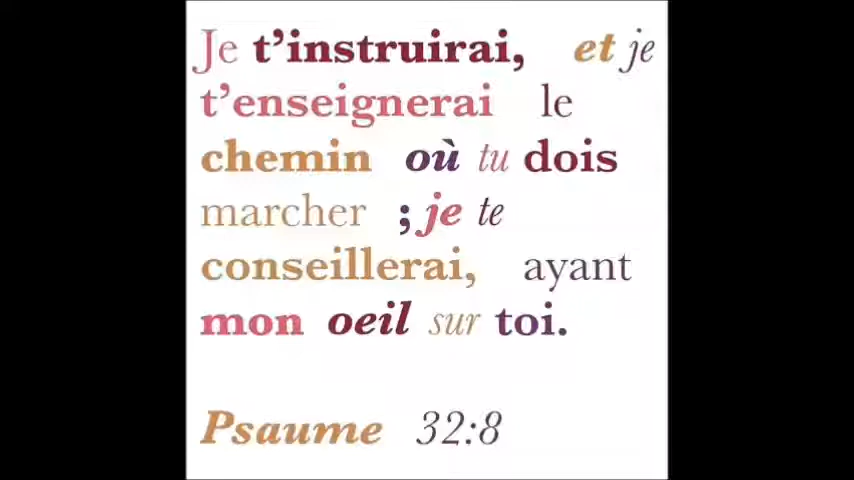 Je t’instruirai, et je
t’enseignerai le
chemin où tu dois
marcher ; je te
conseillerai, ayant
mon oeil sur toi.
Psaume 32:8